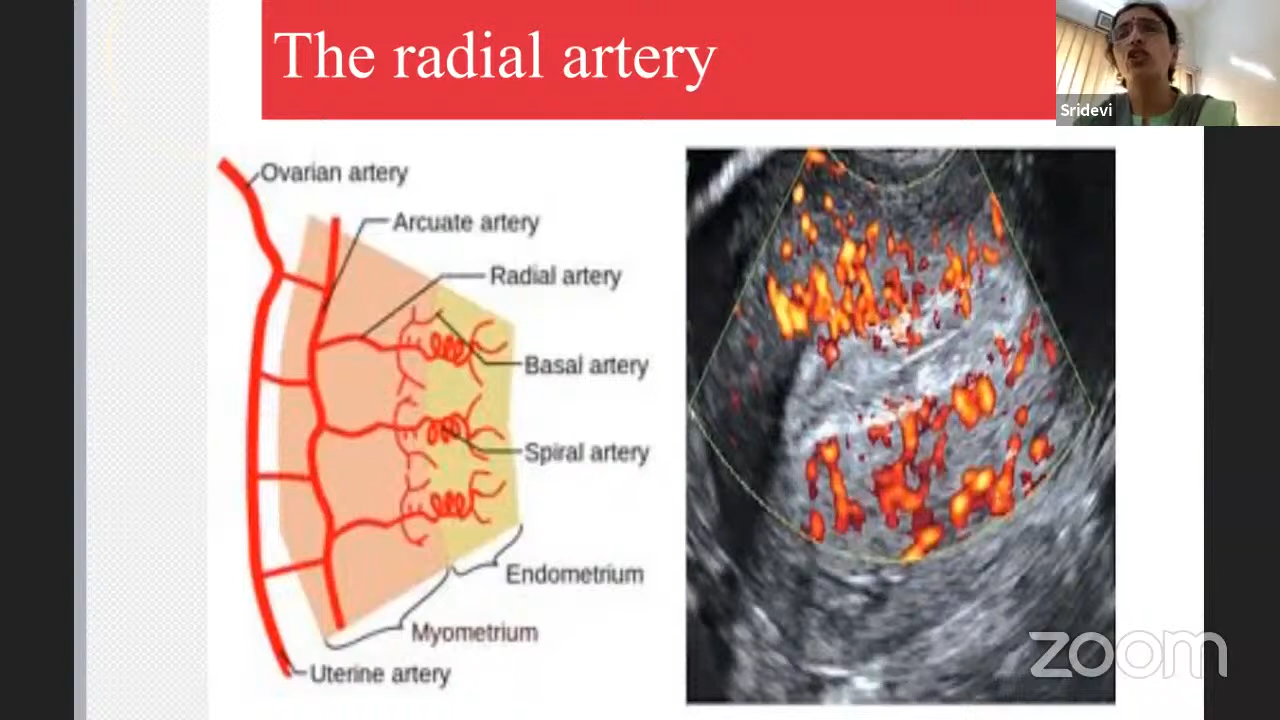 The radial artery
Sridevi
Ovarian artery
Arcuate artery
Radial artery
Basal artery
Spiral artery
Endometrium
Myometrium
Uterine artery
zoom